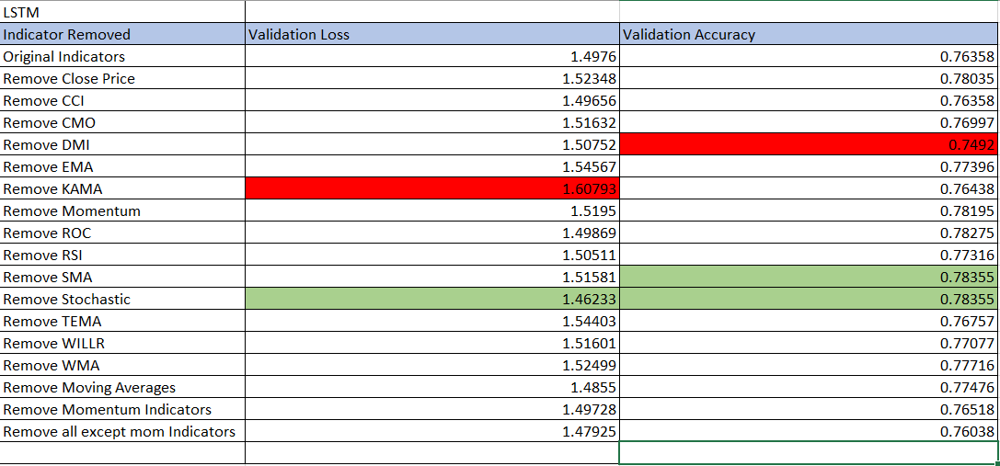 LSTM
Indicator Removed Validation Loss Validation Accuracy
Original Indicators 1.4976 0.76358
Remove Close Price 1.52348 0.78035
Remove CCI 1.49656 0.76358
Remove CMO 1.51632 0.76997
Remove DMI 1.50752 0.7492
Remove EMA 1.54567 0.77396
Remove KAMA 1.60793 0.76438
Remove Momentum 1.5195 0.78195
Remove ROC 1.49869 0.78275
Remove RSI 1.50511 0.77316
Remove SMA 1.51581 0.78355
Remove Stochastic 1.46233 0.78355
Remove TEMA 1.54403 0.76757
Remove WILLR 1.51601 0.77077
Remove WMA 1.52499 0.77716
Remove Moving Averages 1.4855 0.77476
Remove Momentum Indicators 1.49728 0.76518
Remove all except mom Indicators 1.47925 0.76038